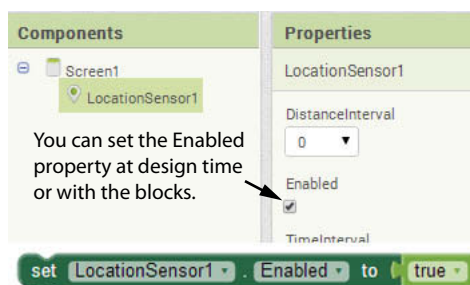 Components
Properties
Screen1
LocationSensor1
LocationSensor1
DistanceInterval
0
You can set the Enabled
property at design time
or with the blocks.
Enabled
TimeInterval
set LocationSensor1 . Enabled to true